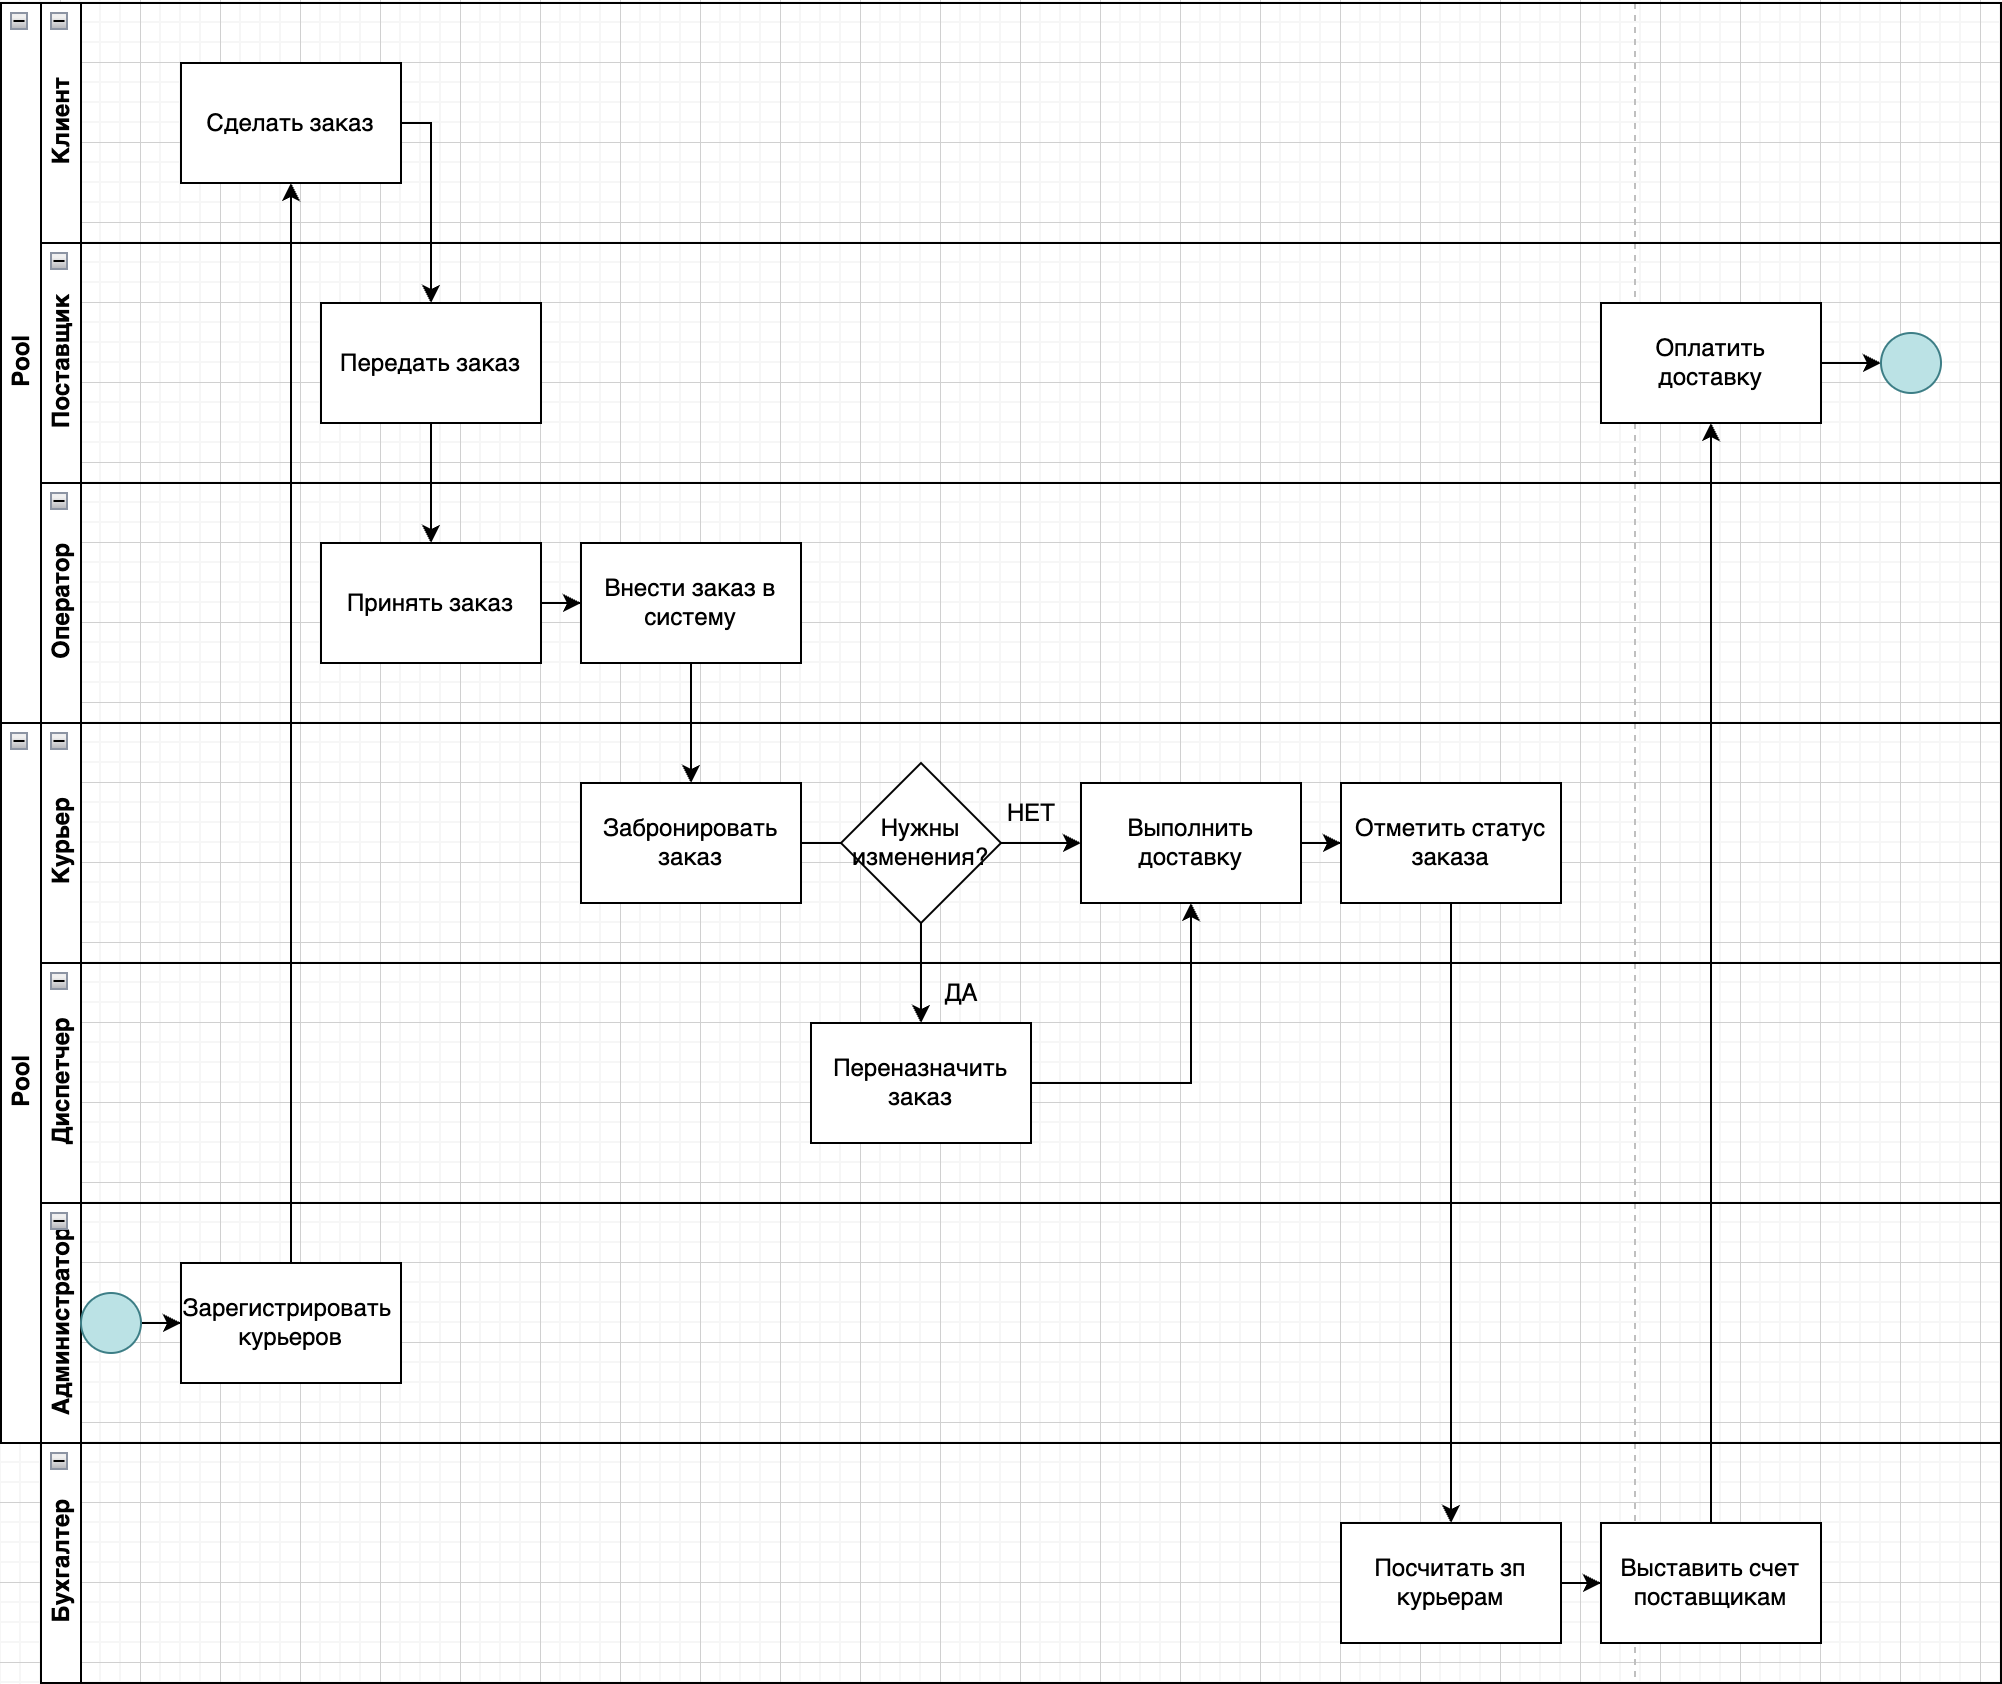 Pool
Клиент
Сделать заказ
Поставщик
Передать заказ
Оплатить
доставку
Оператор
Принять заказ
Внести заказ в
систему
Pool
Курьер
Забронировать
заказ
Нужны
изменения?
НЕТ
Выполнить
доставку
Отметить статус
заказа
Диспетчер
ДА
Переназначить
заказ
Администратор
Зарегистрировать
курьеров
Бухгалтер
Посчитать зп
курьерам
Выставить счет
поставщикам